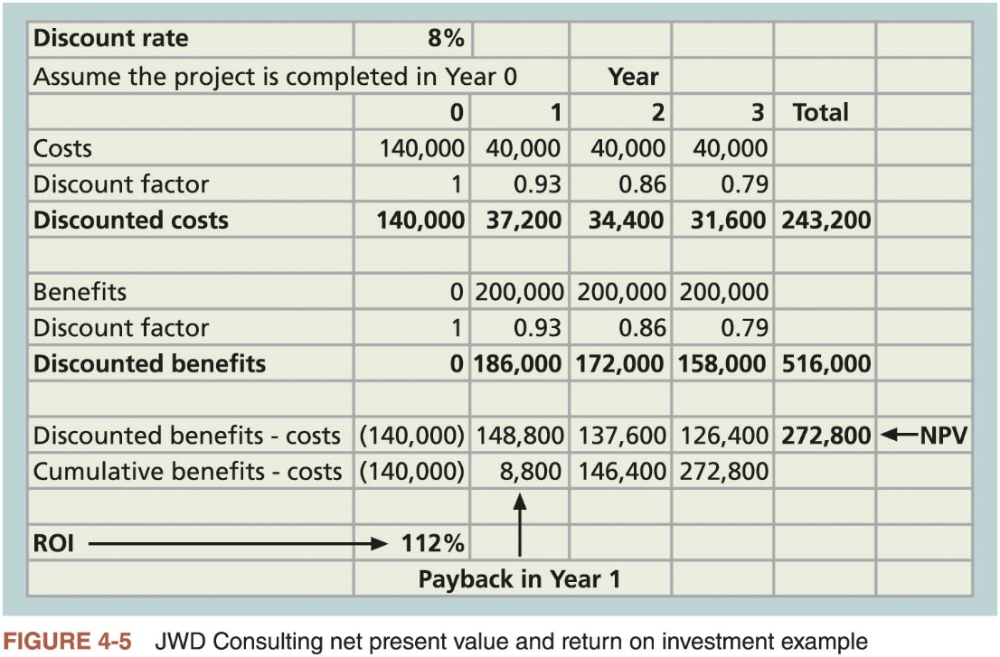 Discount rate 8%
Assume the project is completed in Year 0 Year
0 1 2 3 Total
Costs 140,000 40,000 40,000 40,000
Discount factor 1 0.93 0.86 0.79
Discounted costs 140,000 37,200 34,400 31,600 243,200
Benefits 0 200,000 200,000 200,000
Discount factor 1 0.93 0.86 0.79
Discounted benefits 0 186,000 172,000 158,000 516,000
Discounted benefits - costs (140,000) 148,800 137,600 126,400 272,800 ←NPV
Cumulative benefits - costs (140,000) 8,800 146,400 272,800
ROI → 112%
Payback in Year 1
FIGURE 4-5 JWD Consulting net present value and return on investment example